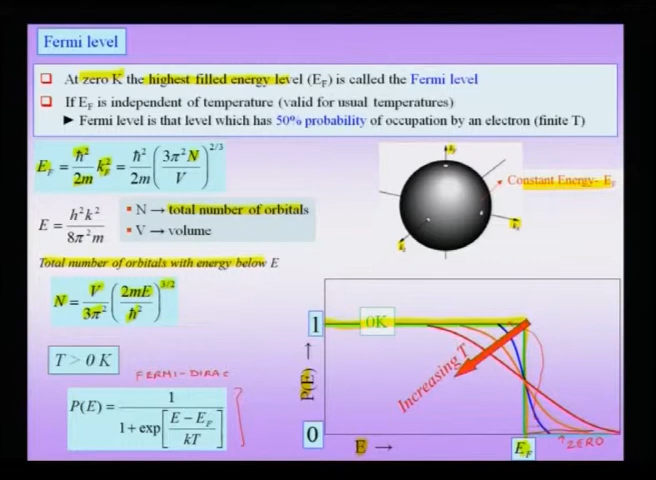 Fermi level
❑ At zero K the highest filled energy level (E_F) is called the Fermi level
❑ If E_F is independent of temperature (valid for usual temperatures)
► Fermi level is that level which has 50% probability of occupation by an electron (finite T)
E_F = ħ²/2m k_F² = ħ²/2m (3π²N/V)^{2/3}
Constant Energy- E_F
E = h²k²/8π²m
▪ N → total number of orbitals
▪ V → volume
Total number of orbitals with energy below E
N = V/3π² (2mE/ħ²)^{3/2}
T > 0 K
FERMI-DIRAC
P(E) = 1/(1+exp[(E − E_F)/kT])
1
0K
P(E) →
Increasing T
0
E →
E_F
↑ZERO